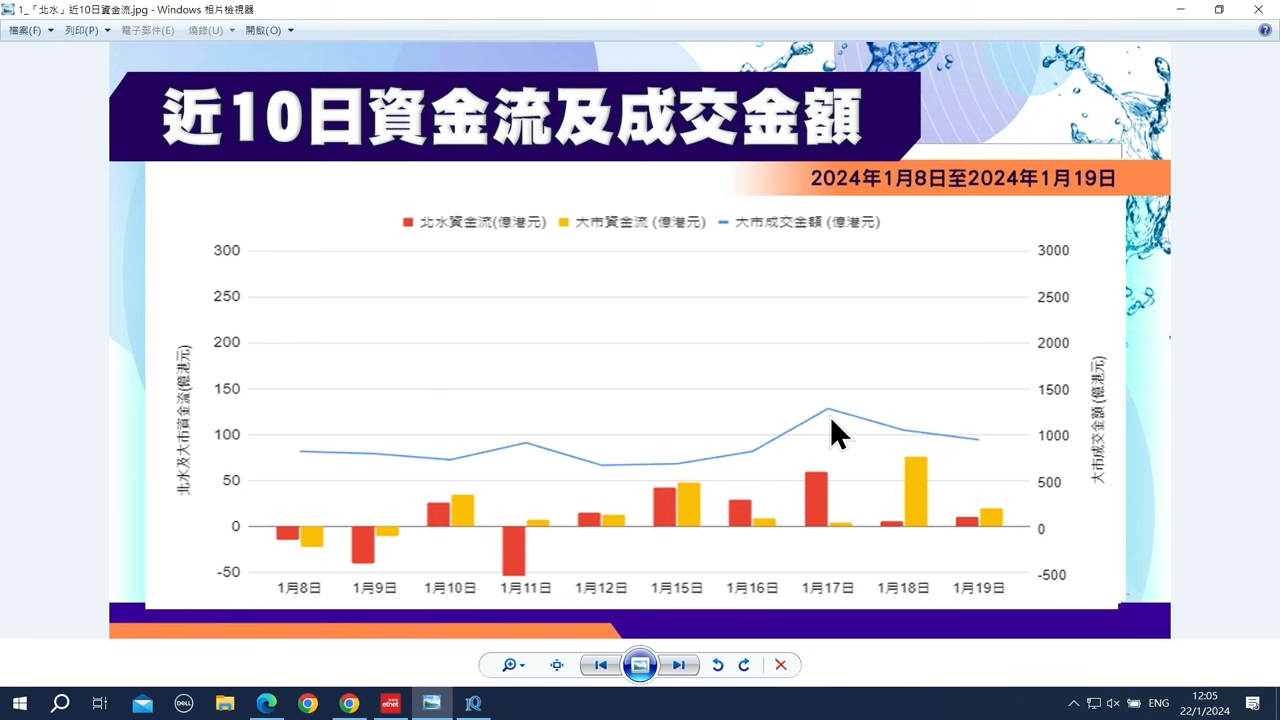 1_「北水」近10日資金流.jpg - Windows 相片檢視器
檔案(F) 列印(P) 電子郵件(E) 燒錄(U) 開啟(O)
近10日資金流及成交金額
2024年1月8日至2024年1月19日
北水資金流(億港元) 大市資金流 (億港元) 大市成交金額 (億港元)
300 3000
250 2500
200 2000
150 1500
100 1000
50 500
0 0
-50 -500
北水及大市資金流(億港元)
大市成交金額 (億港元)
1月8日 1月9日 1月10日 1月11日 1月12日 1月15日 1月16日 1月17日 1月18日 1月19日
DELL
etnet
IQ
ENG
12:05
22/1/2024